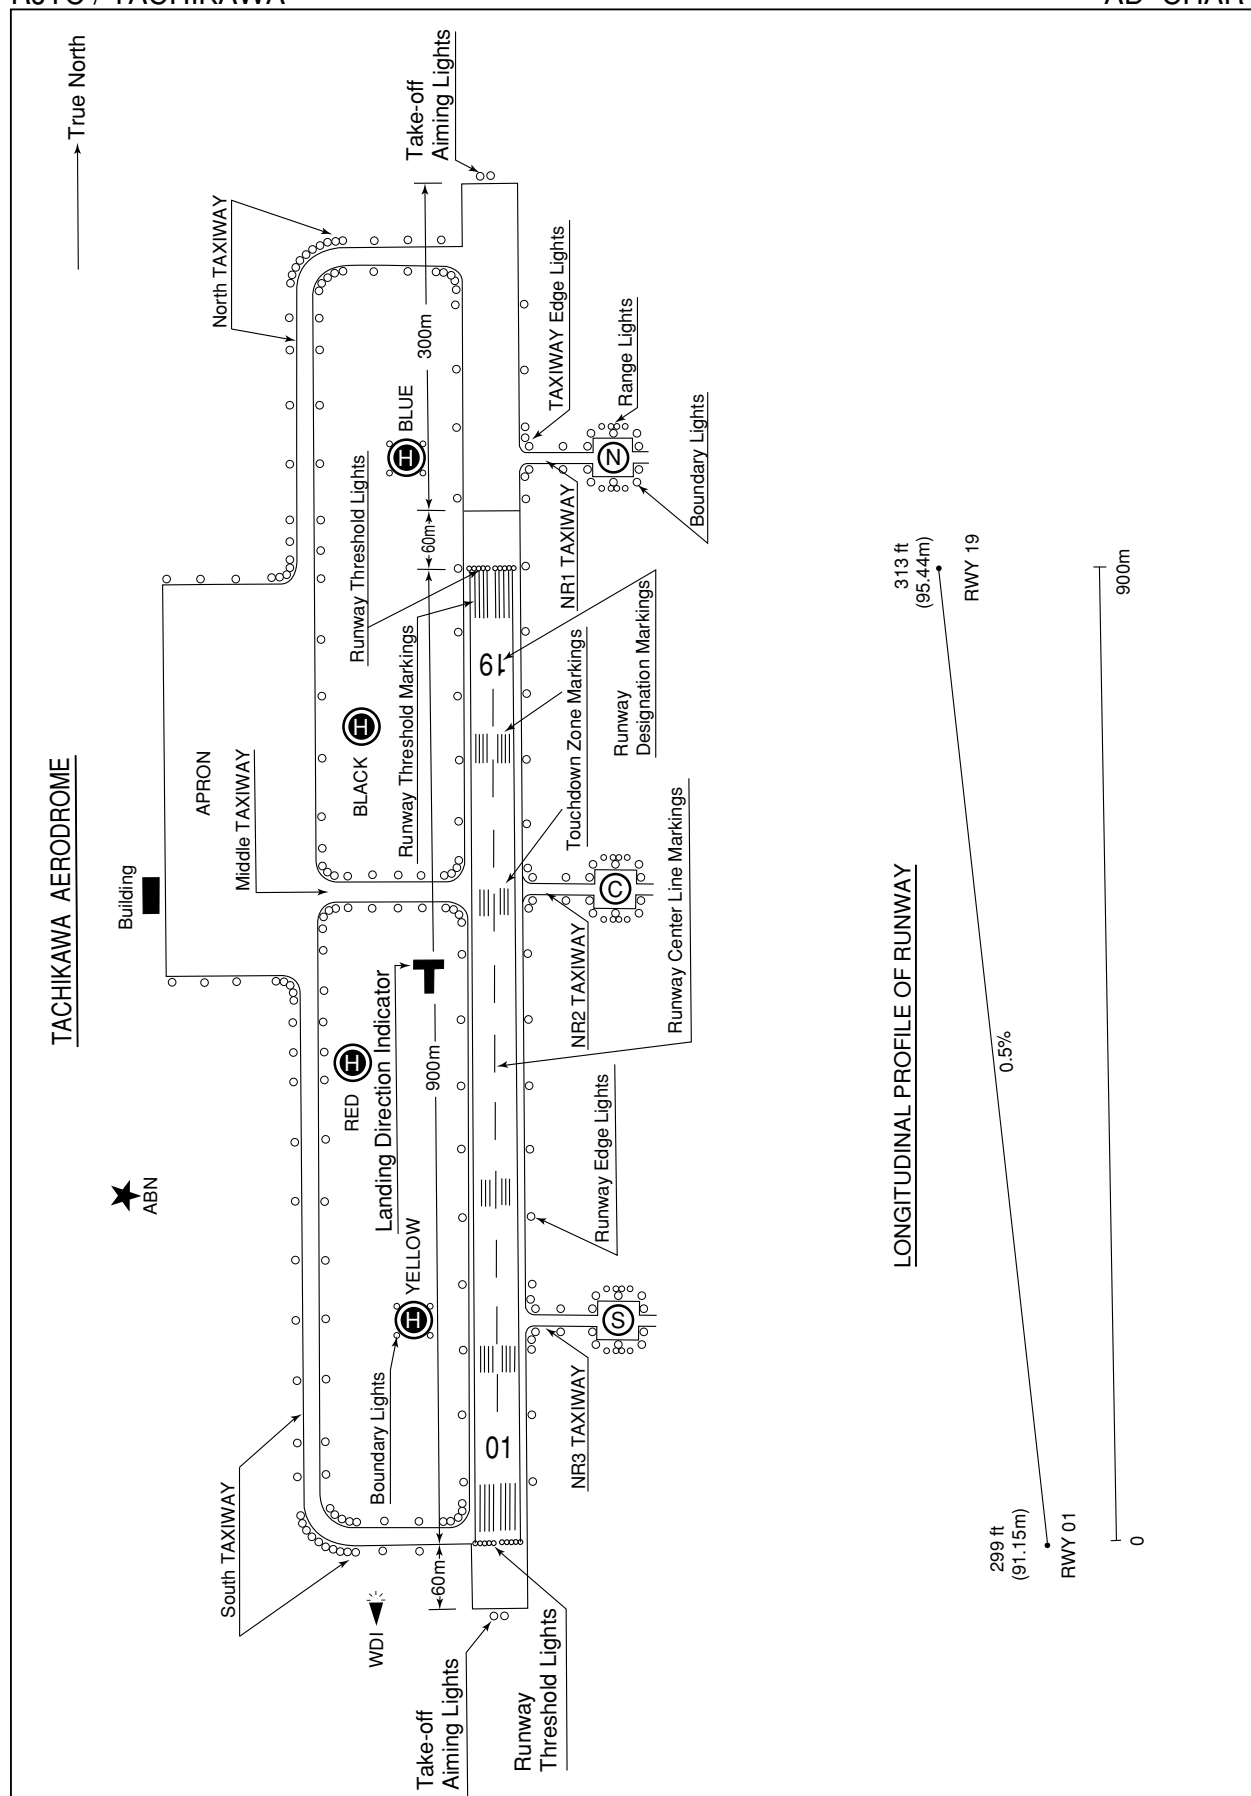 RJTC / TACHIKAWA
AD CHAR
TACHIKAWA AERODROME
True North
North TAXIWAY
Take-off
Aiming Lights
300m
60m
BLUE
H
TAXIWAY Edge Lights
Range Lights
Boundary Lights
N
NR1 TAXIWAY
Runway Threshold Lights
Runway Threshold Markings
19
Touchdown Zone Markings
Runway
Designation Markings
APRON
Building
Middle TAXIWAY
BLACK
H
C
NR2 TAXIWAY
Runway Center Line Markings
Landing Direction Indicator
900m
RED
H
ABN
YELLOW
H
Boundary Lights
Runway Edge Lights
S
NR3 TAXIWAY
01
South TAXIWAY
WDI
60m
Take-off
Aiming Lights
Runway
Threshold Lights
LONGITUDINAL PROFILE OF RUNWAY
313 ft
(95.44m)
RWY 19
900m
0.5%
299 ft
(91.15m)
RWY 01
0